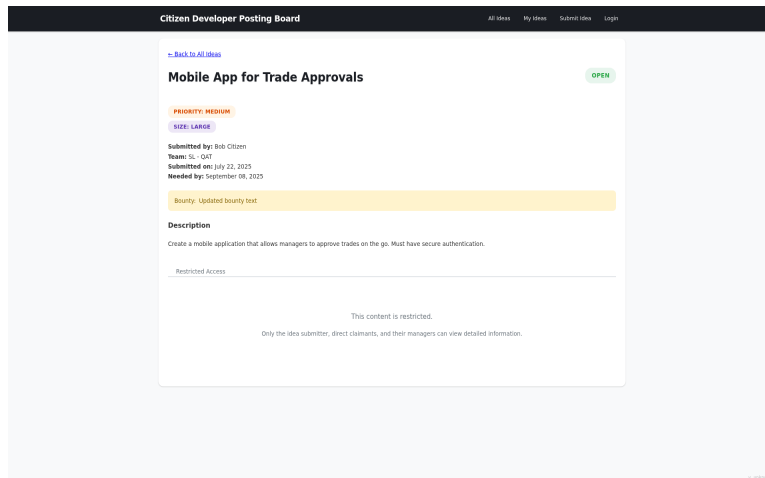 Citizen Developer Posting Board
All Ideas
My Ideas
Submit Idea
Login
← Back to All Ideas
Mobile App for Trade Approvals
OPEN
PRIORITY: MEDIUM
SIZE: LARGE
Submitted by: Bob Citizen
Team: SL - QAT
Submitted on: July 22, 2025
Needed by: September 08, 2025
Bounty: Updated bounty text
Description
Create a mobile application that allows managers to approve trades on the go. Must have secure authentication.
Restricted Access
This content is restricted.
Only the idea submitter, direct claimants, and their managers can view detailed information.